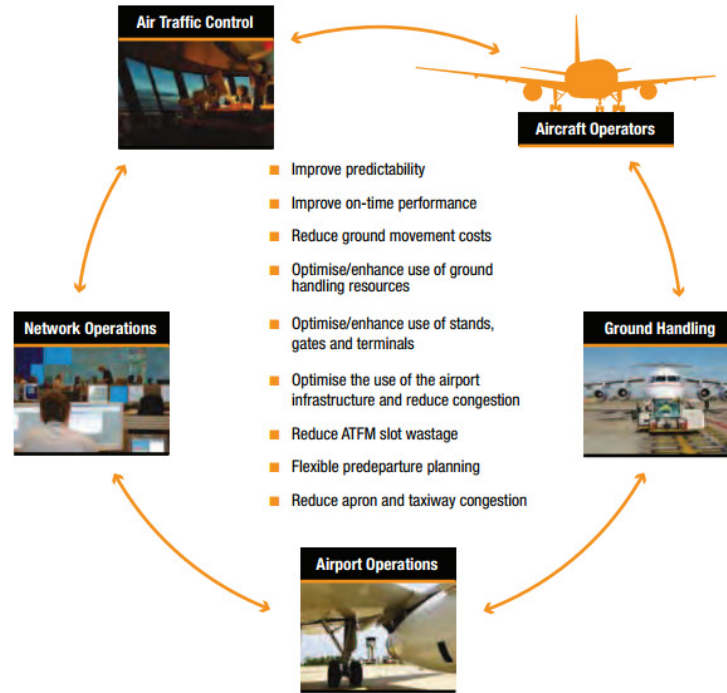 Air Traffic Control
Aircraft Operators
Improve predictability
Improve on-time performance
Reduce ground movement costs
Optimise/enhance use of ground
handling resources
Optimise/enhance use of stands,
gates and terminals
Optimise the use of the airport
infrastructure and reduce congestion
Reduce ATFM slot wastage
Flexible predeparture planning
Reduce apron and taxiway congestion
Network Operations
Ground Handling
Airport Operations